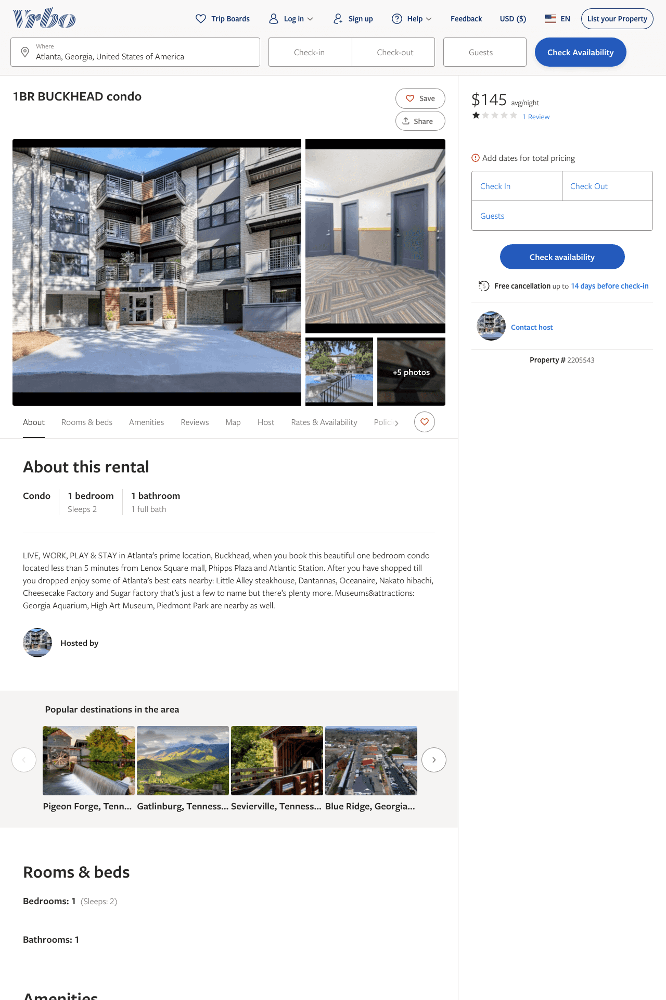 Vrbo
Trip Boards
Log in
Sign up
Help
Feedback
USD ($)
EN
List your Property
Where
Atlanta, Georgia, United States of America
Check-in
Check-out
Guests
Check Availability
1BR BUCKHEAD condo
Save
Share
F
+5 photos
$145 avg/night
1 Review
Add dates for total pricing
Check In
Check Out
Guests
Check availability
Free cancellation up to 14 days before check-in
Contact host
Property # 2205543
About
Rooms & beds
Amenities
Reviews
Map
Host
Rates & Availability
Polici
About this rental
Condo
1 bedroom
Sleeps 2
1 bathroom
1 full bath
LIVE, WORK, PLAY & STAY in Atlanta’s prime location, Buckhead, when you book this beautiful one bedroom condo
located less than 5 minutes from Lenox Square mall, Phipps Plaza and Atlantic Station. After you have shopped till
you dropped enjoy some of Atlanta’s best eats nearby: Little Alley steakhouse, Dantannas, Oceanaire, Nakato hibachi,
Cheesecake Factory and Sugar factory that’s just a few to name but there’s plenty more. Museums&attractions:
Georgia Aquarium, High Art Museum, Piedmont Park are nearby as well.
Hosted by
Popular destinations in the area
Pigeon Forge, Tenn...
Gatlinburg, Tenness...
Sevierville, Tenness...
Blue Ridge, Georgia...
Rooms & beds
Bedrooms: 1 (Sleeps: 2)
Bathrooms: 1
Amenities